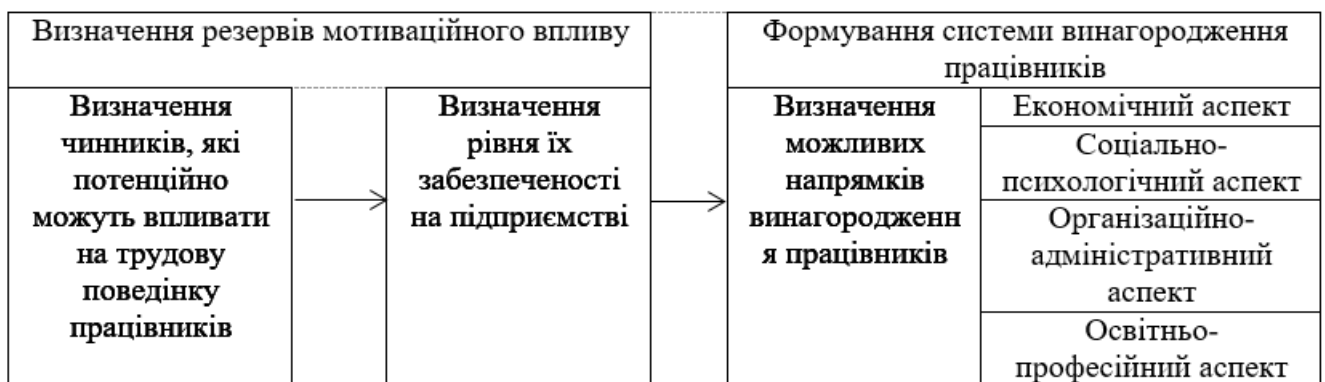 Визначення резервів мотиваційного впливу
Формування системи винагородження
працівників
Визначення
чинників, які
потенційно
можуть впливати
на трудову
поведінку
працівників
Визначення
рівня їх
забезпеченості
на підприємстві
Визначення
можливих
напрямків
винагородженн
я працівників
Економічний аспект
Соціально-
психологічний аспект
Організаційно-
адміністративний
аспект
Освітньо-
професійний аспект